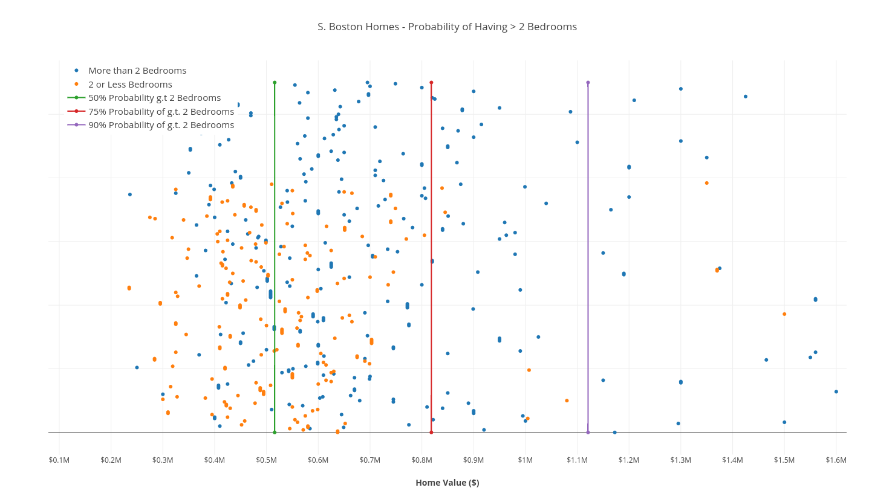 S. Boston Homes - Probability of Having > 2 Bedrooms
More than 2 Bedrooms
2 or Less Bedrooms
50% Probability g.t 2 Bedrooms
75% Probability of g.t. 2 Bedrooms
90% Probability of g.t. 2 Bedrooms
$0.1M $0.2M $0.3M $0.4M $0.5M $0.6M $0.7M $0.8M $0.9M $1M $1.1M $1.2M $1.3M $1.4M $1.5M $1.6M
Home Value ($)